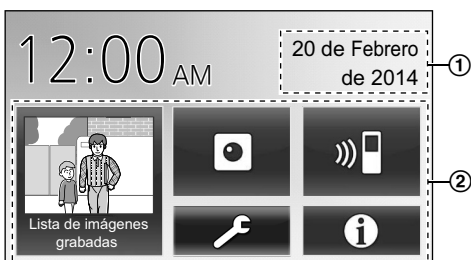 12:00 AM
20 de Febrero
de 2014
①
Lista de imágenes
grabadas
②